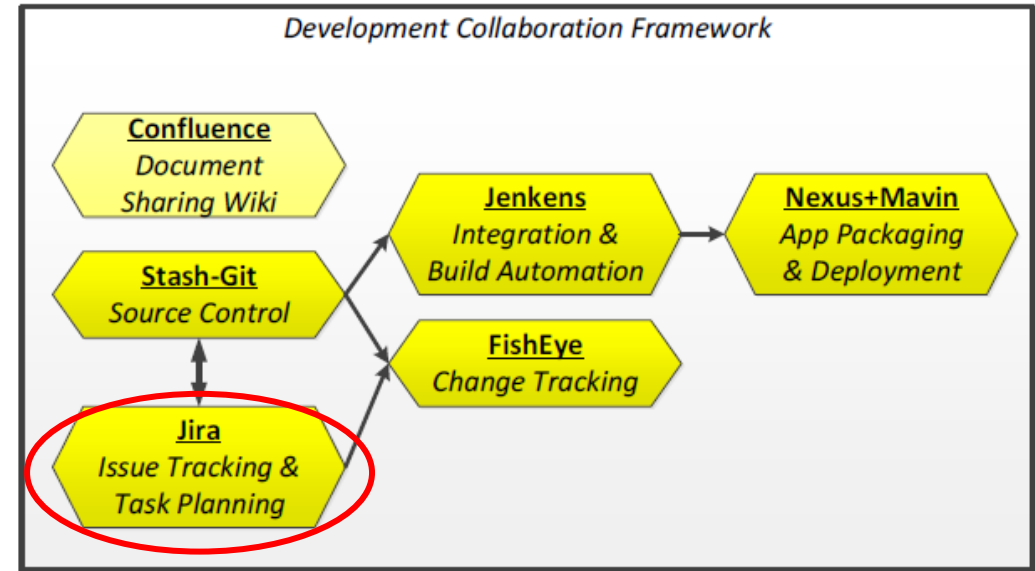 Development Collaboration Framework
Confluence
Document
Sharing Wiki
Stash-Git
Source Control
Jira
Issue Tracking &
Task Planning
Jenkens
Integration &
Build Automation
FishEye
Change Tracking
Nexus+Mavin
App Packaging
& Deployment